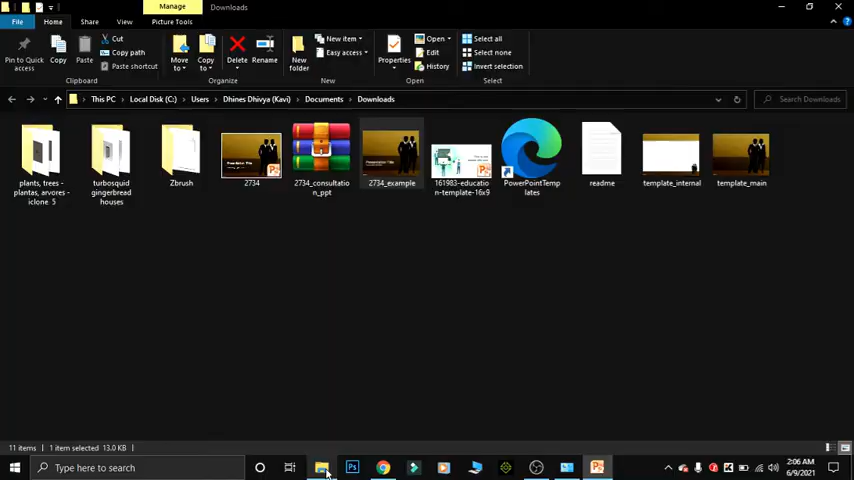 Manage
Downloads
File
Home
Share
View
Picture Tools
Pin to Quick access
Copy
Paste
Cut
Copy path
Paste shortcut
Move to
Copy to
Delete
Rename
New folder
New item
Easy access
Properties
Open
Edit
History
Select all
Select none
Invert selection
Clipboard
Organize
New
Open
Select
This PC > Local Disk (C:) > Users > Dhines Dhivya (Kavi) > Documents > Downloads
Search Downloads
plants, trees - plantas, arvores - iclone 5
turbosquid gingerbread houses
Zbrush
2734
2734_consultation_ppt
2734_example
161983-education-template-16x9
PowerPointTemplates
readme
template_internal
template_main
11 items
1 item selected 13.0 KB
Type here to search
2:06 AM
6/9/2021